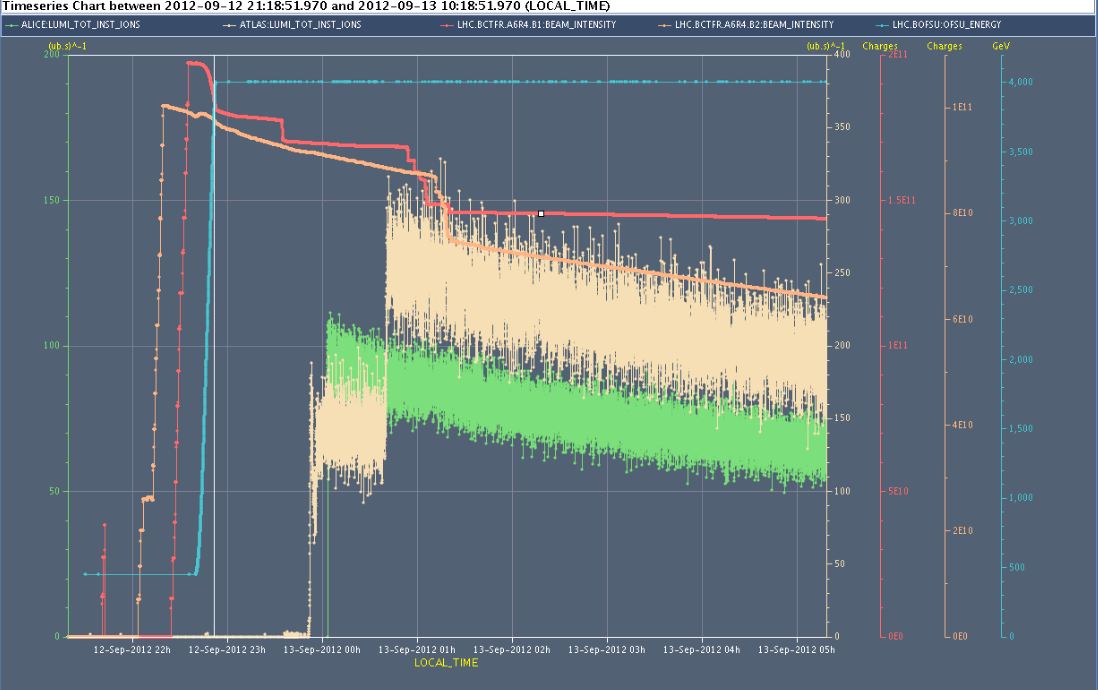 Timeseries Chart between 2012-09-12 21:18:51.970 and 2012-09-13 10:18:51.970 (LOCAL_TIME)
ALICE:LUMI_TOT_INST_IONS ATLAS:LUMI_TOT_INST_IONS LHC.BCTFR.A6R4.B1:BEAM_INTENSITY LHC.BCTFR.A6R4.B2:BEAM_INTENSITY LHC.BOFSU:OFSU_ENERGY
(ub.s)^-1 (ub.s)^-1 Charges Charges GeV
200 400 2E11
4,000
1E11
350
3,500
150 300 1.5E11
8E10
3,000
250
2,500
6E10
100 200 1E11
2,000
150
1,500
4E10
50 100 5E10
1,000
2E10
50
500
0 0 0E0 0E0 0
12-Sep-2012 22h 12-Sep-2012 23h 13-Sep-2012 00h 13-Sep-2012 01h 13-Sep-2012 02h 13-Sep-2012 03h 13-Sep-2012 04h 13-Sep-2012 05h
LOCAL_TIME